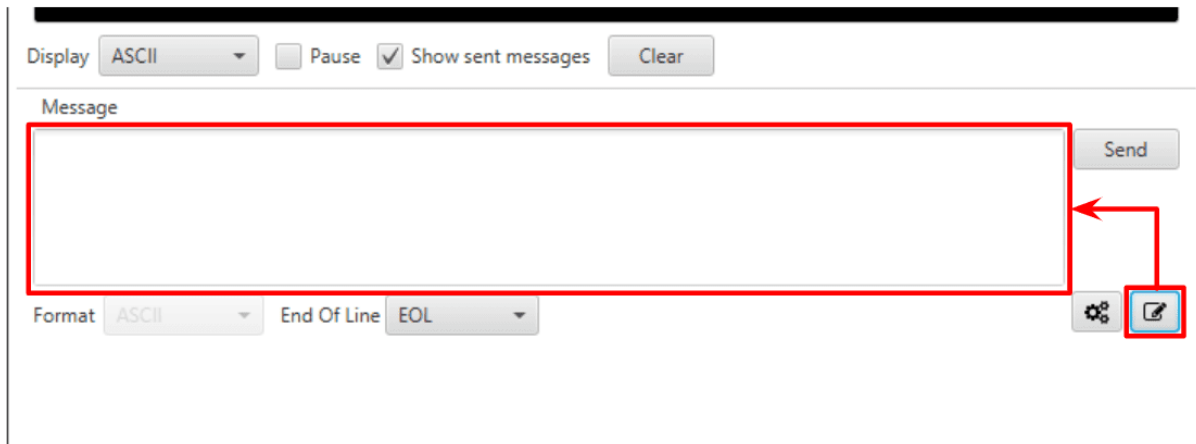 Display ASCII Pause Show sent messages Clear
Message
Send
Format ASCII End Of Line EOL